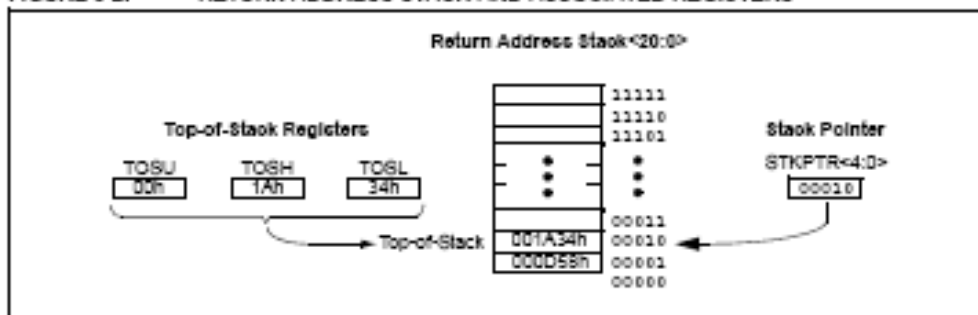 Return Address Stack<20:0>
11111
11110
11101
Top-of-Stack Registers
Stack Pointer
TOSU TOSH TOSL
STKPTR<4:0>
00h 1Ah 34h
00010
00011
Top-of-Stack 001A34h 00010
000D58h 00001
00000